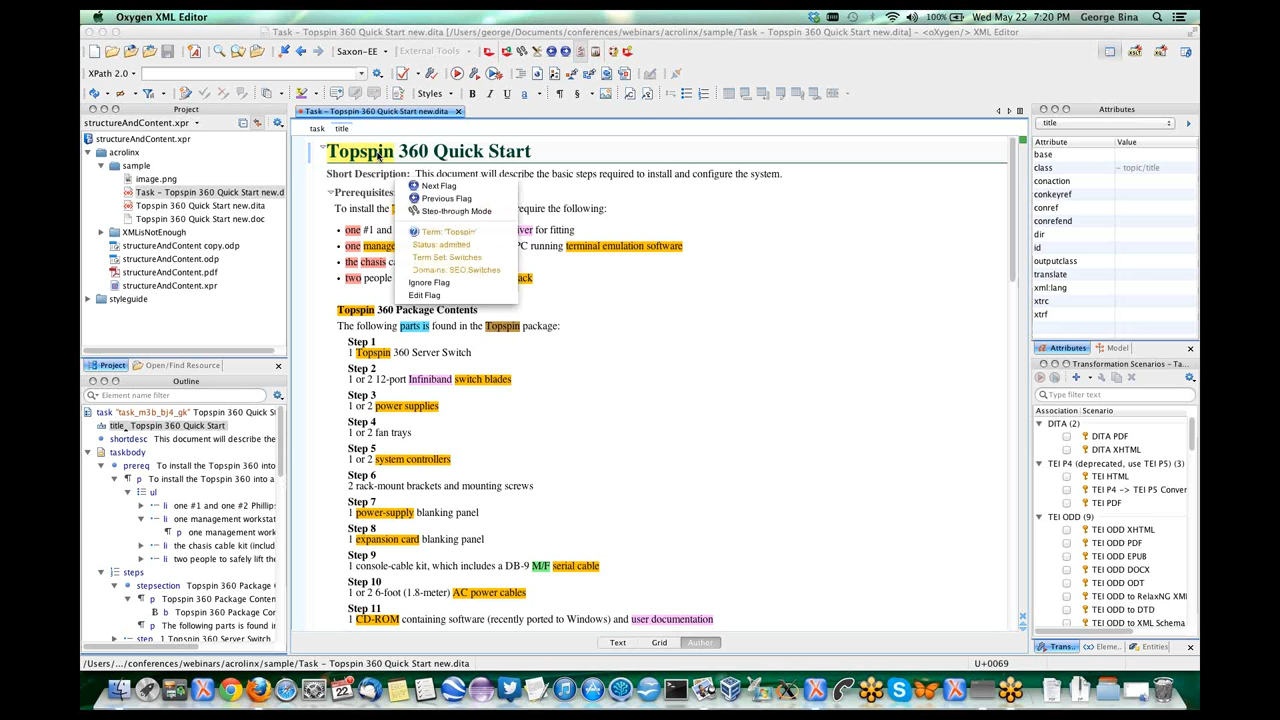 Oxygen XML Editor
100%
Wed May 22 7:20 PM George Bina
Task - Topspin 360 Quick Start new.dita [/Users/george/Documents/conferences/webinars/acrolinx/sample/Task - Topspin 360 Quick Start new.dita] - <oXygen/> XML Editor
Saxon-EE
External Tools
XPath 2.0
Styles
B I U a
Project
Task - Topspin 360 Quick Start new.dita
Attributes
structureAndContent.xpr
task title
title
structureAndContent.xpr
acrolinx
sample
image.png
Task - Topspin 360 Quick Start new.d
Topspin 360 Quick Start new.dita
Topspin 360 Quick Start new.doc
XMLisNotEnough
structureAndContent copy.odp
structureAndContent.odp
structureAndContent.pdf
structureAndContent.xpr
styleguide
Project
Open/Find Resource
Outline
Element name filter
task "task_m3b_bj4_gk" Topspin 360 Quick S
title Topspin 360 Quick Start
shortdesc This document will describe the
taskbody
prereq To install the Topspin 360 into
p To install the Topspin 360 into a
ul
li one #1 and one #2 Phillips
li one management workstat
p one management work
li the chasis cable kit (includ
li two people to safely lift the
steps
stepsection Topspin 360 Package
p Topspin 360 Package Con
b Topspin 360 Package Cor
p The following parts is found in
step 1 Topspin 360 Server Switch
Topspin 360 Quick Start
Short Description: This document will describe the basic steps required to install and configure the system.
Prerequisites
To install the
require the following:
one #1 and
for fitting
one
PC running terminal emulation software
the chasis
two people
Next Flag
Previous Flag
Step-through Mode
Term: 'Topspin'
Status: admitted
Term Set: Switches
Domains: SEO,Switches
Ignore Flag
Edit Flag
Topspin 360 Package Contents
The following parts is found in the Topspin package:
Step 1
1 Topspin 360 Server Switch
Step 2
1 or 2 12-port Infiniband switch blades
Step 3
1 or 2 power supplies
Step 4
1 or 2 fan trays
Step 5
1 or 2 system controllers
Step 6
2 rack-mount brackets and mounting screws
Step 7
1 power-supply blanking panel
Step 8
1 expansion card blanking panel
Step 9
1 console-cable kit, which includes a DB-9 M/F serial cable
Step 10
1 or 2 6-foot (1.8-meter) AC power cables
Step 11
1 CD-ROM containing software (recently ported to Windows) and user documentation
Text Grid Author
Attribute Value
base
class - topic/title
conaction
conkeyref
conref
conrefend
dir
id
outputclass
translate
xml:lang
xtrc
xtrf
Attributes Model
Transformation Scenarios - Ta...
Type filter text
Association Scenario
DITA (2)
DITA PDF
DITA XHTML
TEI P4 (deprecated, use TEI P5) (3)
TEI HTML
TEI P4 -> TEI P5 Conver
TEI PDF
TEI ODD (9)
TEI ODD XHTML
TEI ODD PDF
TEI ODD EPUB
TEI ODD DOCX
TEI ODD ODT
TEI ODD to RelaxNG XM
TEI ODD to DTD
TEI ODD to XML Schema
Trans... Eleme... Entities
/Users/.../conferences/webinars/acrolinx/sample/Task - Topspin 360 Quick Start new.dita
U+0069